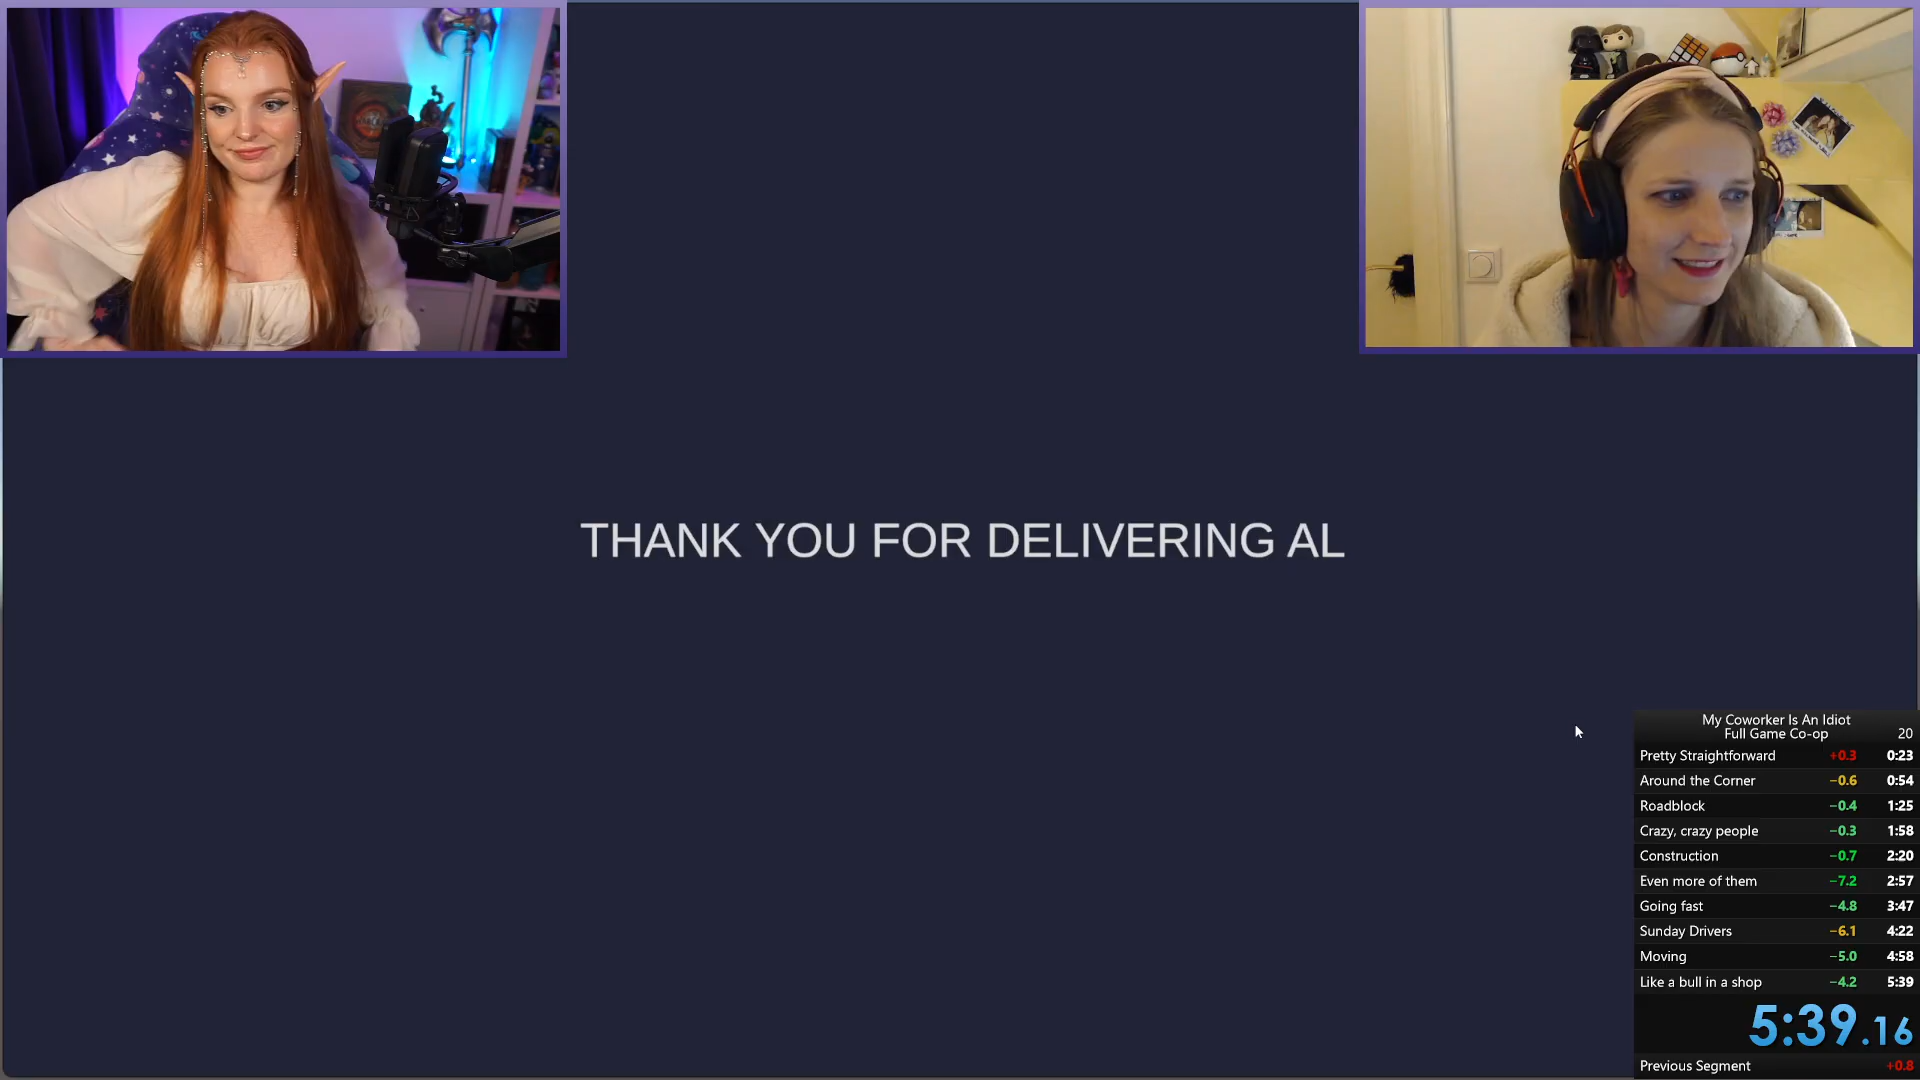 THANK YOU FOR DELIVERING AL
My Coworker Is An Idiot
Full Game Co-op 20
Pretty Straightforward +0.3 0:23
Around the Corner −0.6 0:54
Roadblock −0.4 1:25
Crazy, crazy people −0.3 1:58
Construction −0.7 2:20
Even more of them −7.2 2:57
Going fast −4.8 3:47
Sunday Drivers −6.1 4:22
Moving −5.0 4:58
Like a bull in a shop −4.2 5:39
5:39.16
Previous Segment +0.8